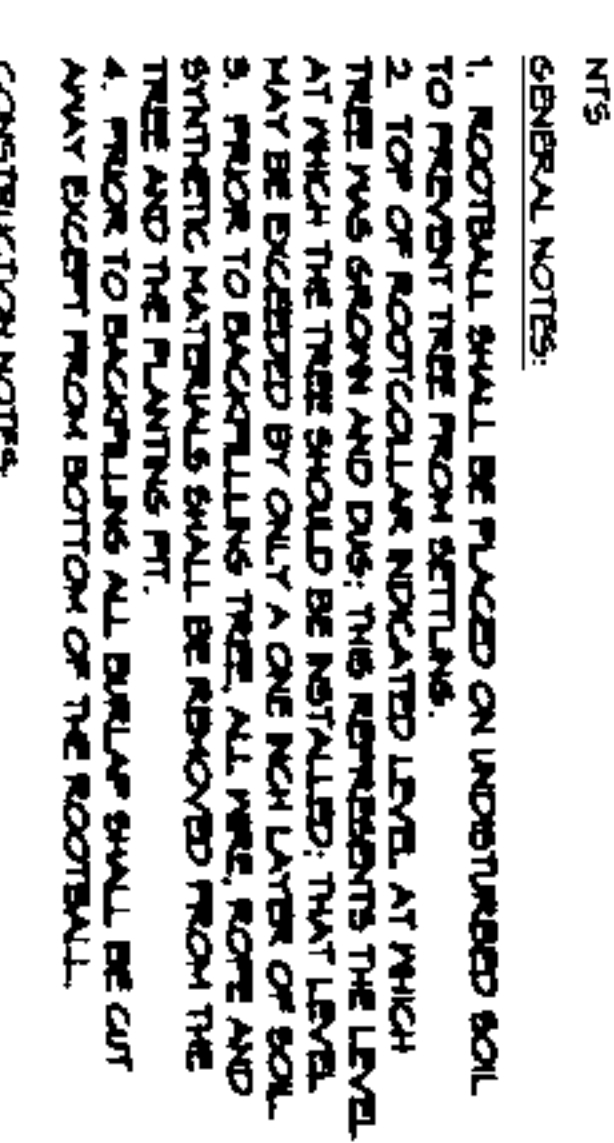 NTS
GENERAL NOTES:
1. ROOTBALL SHALL BE PLACED ON UNDISTURBED SOIL
TO PREVENT TREE FROM SETTLING.
2 TOP OF ROOTCOLLAR INDICATED LEVEL AT WHICH
TREE WAS GROWN AND DUG; THIS REPRESENTS THE LEVEL
AT WHICH THE TREE SHOULD BE INSTALLED; THAT LEVEL
MAY BE EXCEEDED BY ONLY A ONE INCH LAYER OF SOIL.
3. PRIOR TO BACKFILLING TREE, ALL WIRE, ROPE AND
SYNTHETIC MATERIALS SHALL BE REMOVED FROM THE
TREE AND THE PLANTING PIT.
4. PRIOR TO BACKFILLING ALL BURLAP SHALL BE CUT
AWAY EXCEPT FROM BOTTOM OF THE ROOTBALL.
CONSTRUCTION NOTES: